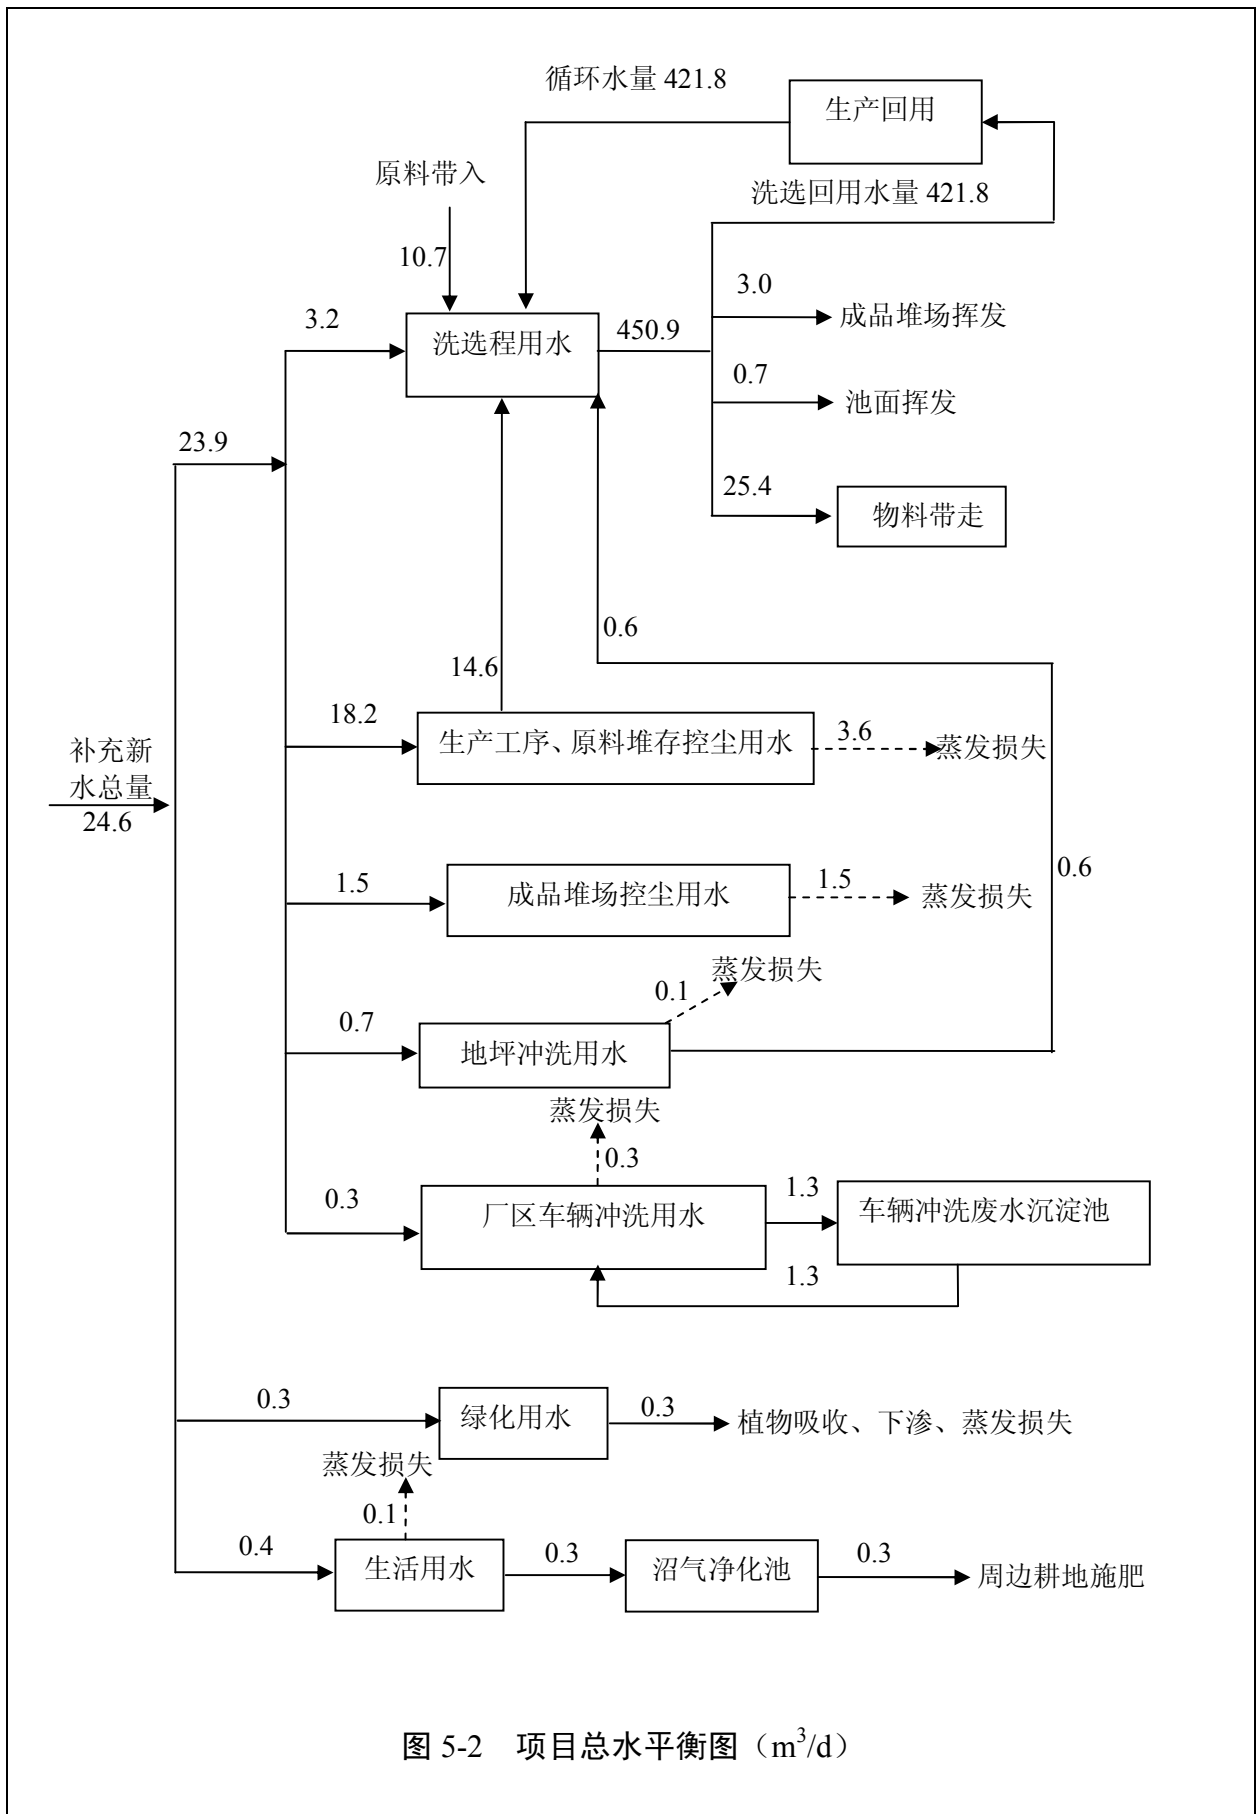 循环水量 421.8
生产回用
原料带入
洗选回用水量 421.8
10.7
3.0
成品堆场挥发
3.2
洗选程用水
450.9
0.7
池面挥发
23.9
25.4
物料带走
0.6
14.6
18.2
生产工序、原料堆存控尘用水
3.6
蒸发损失
补充新
水总量
24.6
0.6
1.5
成品堆场控尘用水
1.5
蒸发损失
蒸发损失
0.1
0.7
地坪冲洗用水
蒸发损失
0.3
0.3
厂区车辆冲洗用水
1.3
车辆冲洗废水沉淀池
1.3
0.3
绿化用水
0.3
植物吸收、下渗、蒸发损失
蒸发损失
0.1
0.4
生活用水
0.3
沼气净化池
0.3
周边耕地施肥
图 5-2 项目总水平衡图（m³/d）